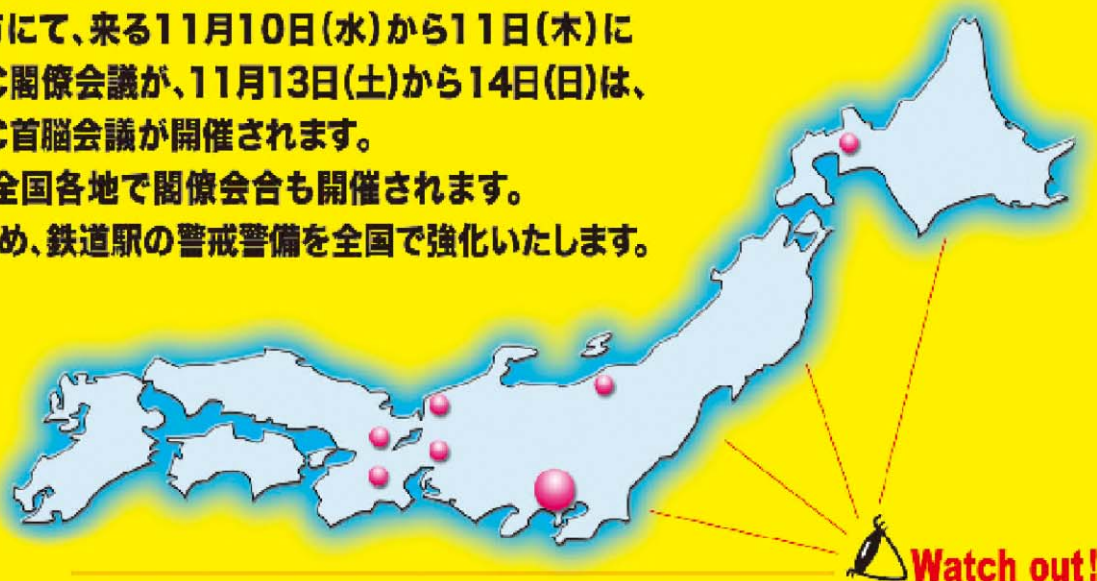 にて、来る11月10日(水)から11日(木)に
閣僚会議が、11月13日(土)から14日(日)は、
首脳会議が開催されます。
全国各地で閣僚会合も開催されます。
め、鉄道駅の警戒警備を全国で強化いたします。
Watch out!